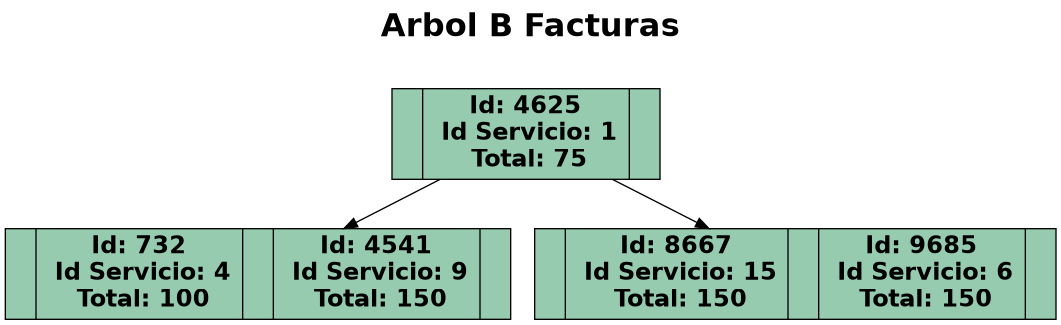 Arbol B Facturas
Id: 4625
Id Servicio: 1
Total: 75
Id: 732
Id Servicio: 4
Total: 100
Id: 4541
Id Servicio: 9
Total: 150
Id: 8667
Id Servicio: 15
Total: 150
Id: 9685
Id Servicio: 6
Total: 150